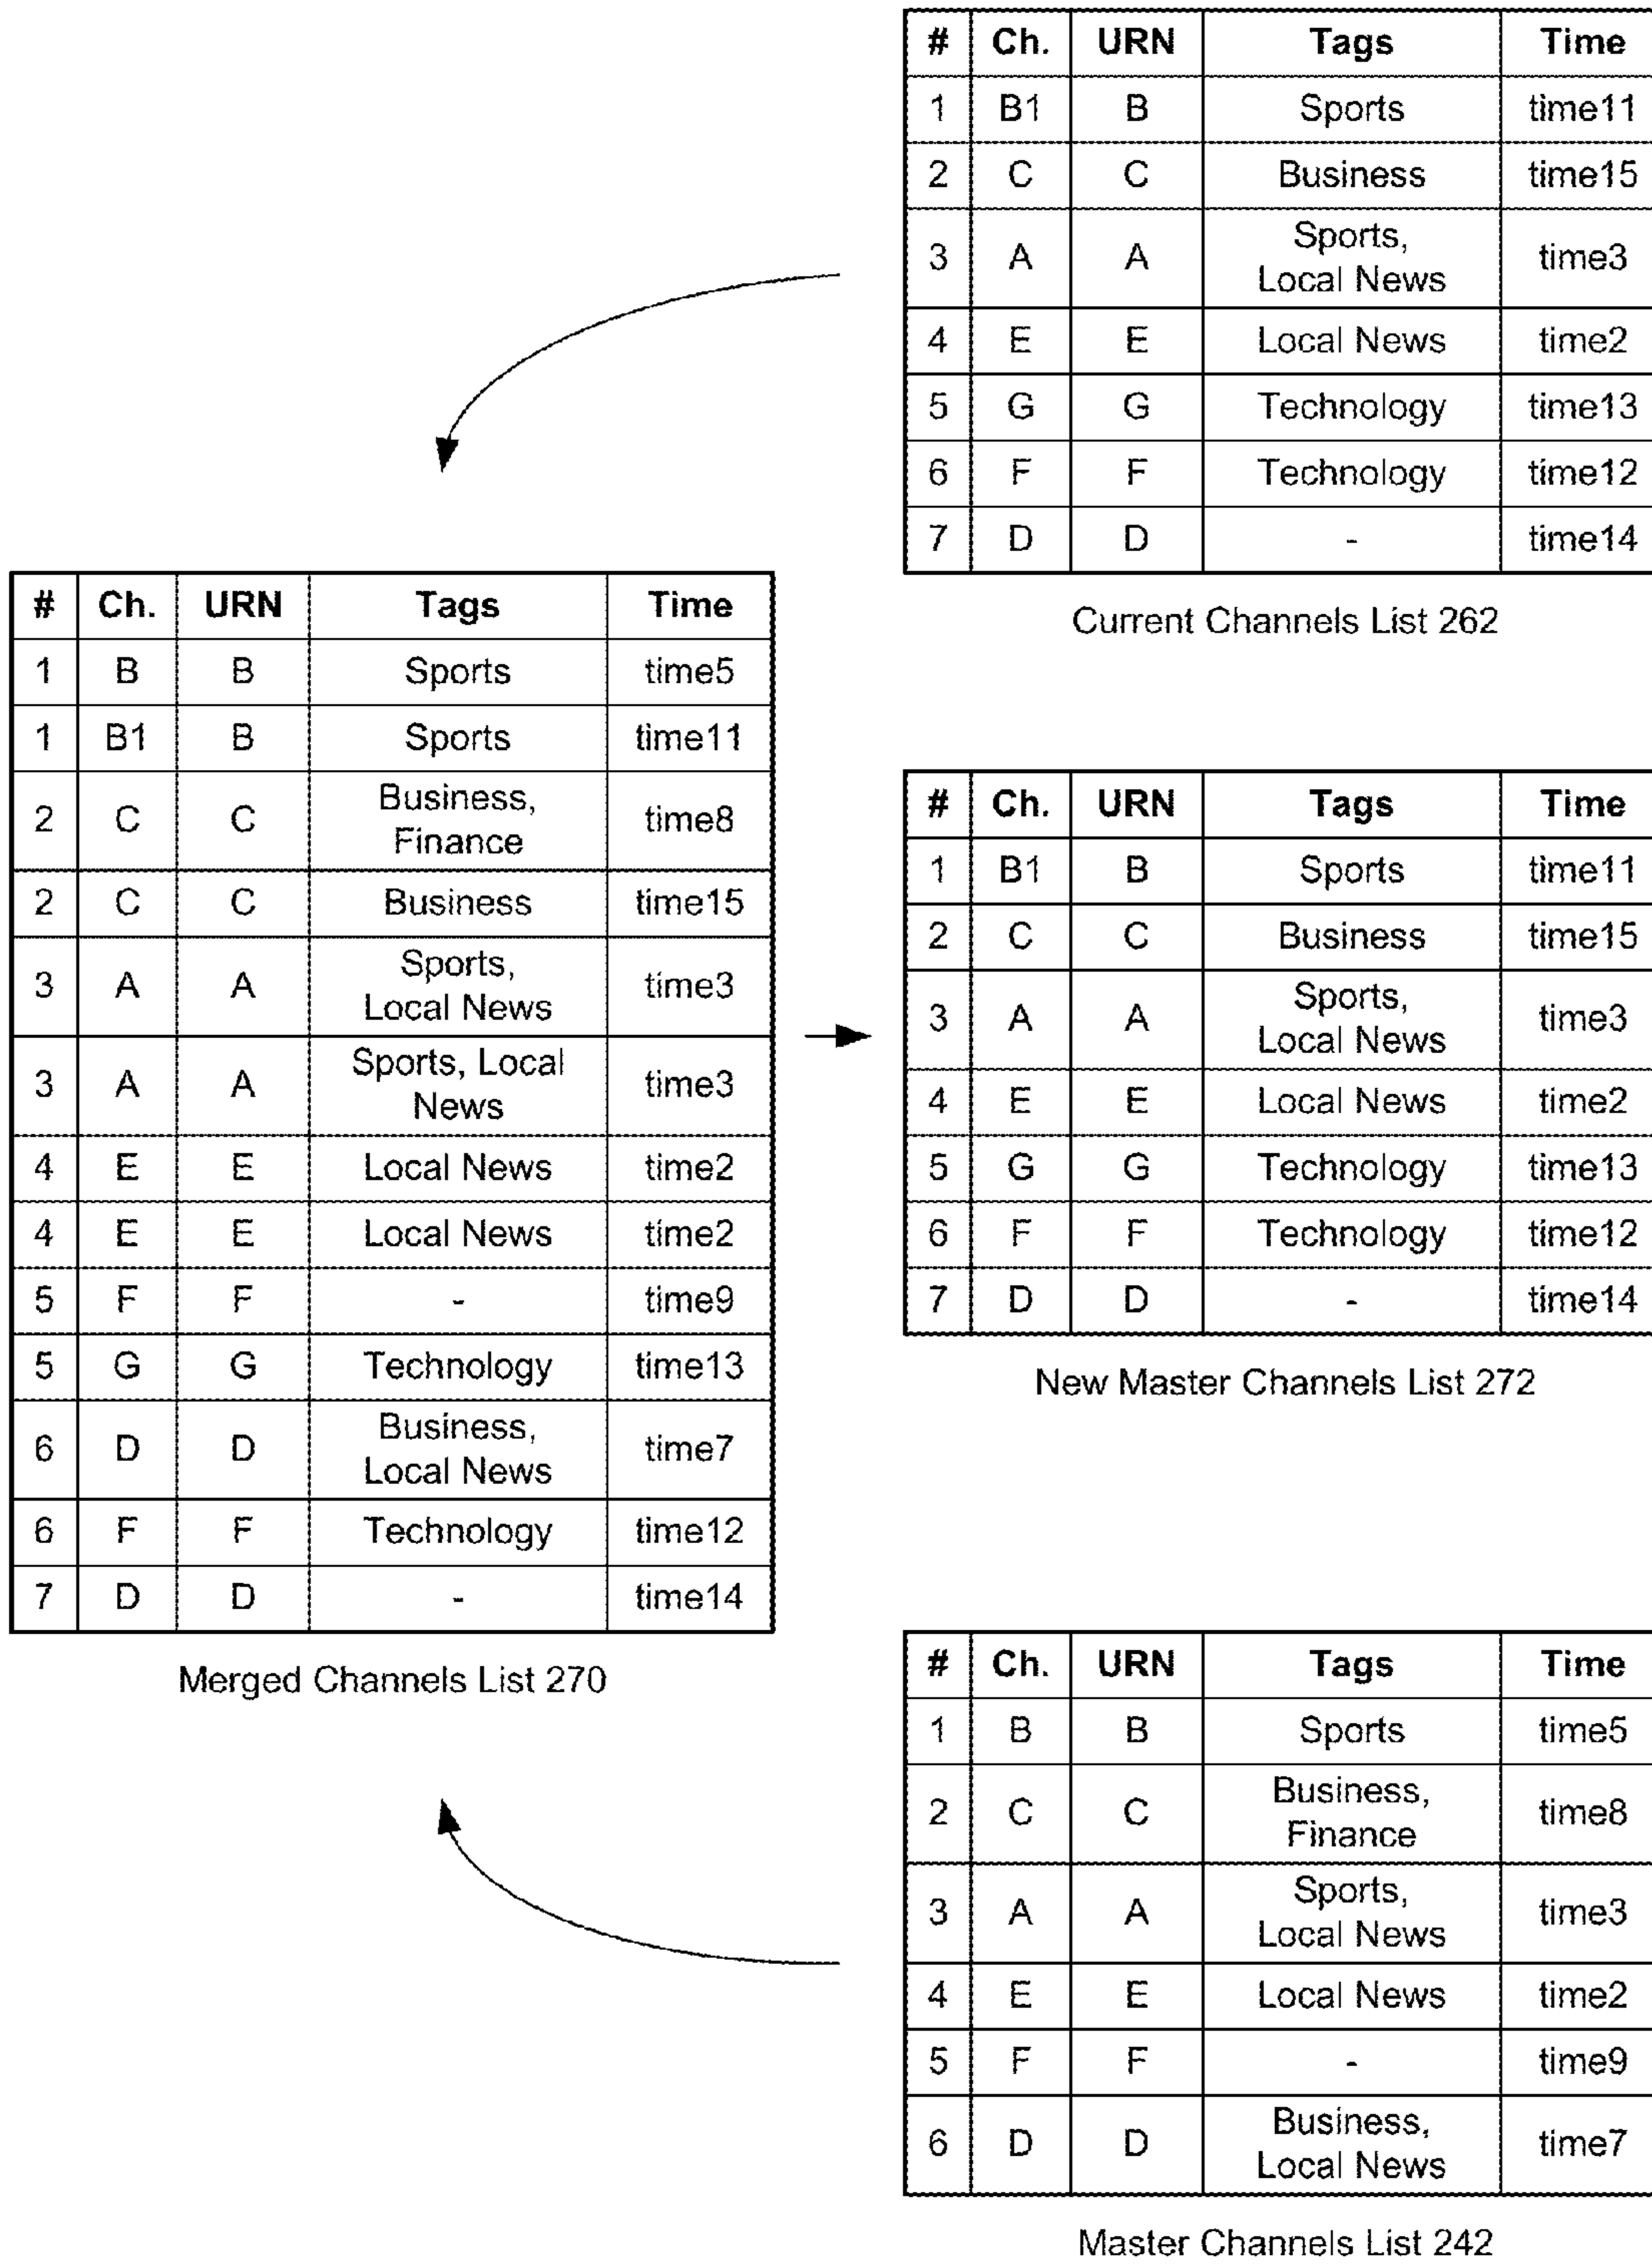 # Ch. URN Tags Time
1 B1 B Sports time11
2 C C Business time15
3 A A Sports, Local News time3
4 E E Local News time2
5 G G Technology time13
6 F F Technology time12
7 D D - time14
Current Channels List 262
# Ch. URN Tags Time
1 B B Sports time5
1 B1 B Sports time11
2 C C Business, Finance time8
2 C C Business time15
3 A A Sports, Local News time3
3 A A Sports, Local News time3
4 E E Local News time2
4 E E Local News time2
5 F F - time9
5 G G Technology time13
6 D D Business, Local News time7
6 F F Technology time12
7 D D - time14
Merged Channels List 270
# Ch. URN Tags Time
1 B1 B Sports time11
2 C C Business time15
3 A A Sports, Local News time3
4 E E Local News time2
5 G G Technology time13
6 F F Technology time12
7 D D - time14
New Master Channels List 272
# Ch. URN Tags Time
1 B B Sports time5
2 C C Business, Finance time8
3 A A Sports, Local News time3
4 E E Local News time2
5 F F - time9
6 D D Business, Local News time7
Master Channels List 242